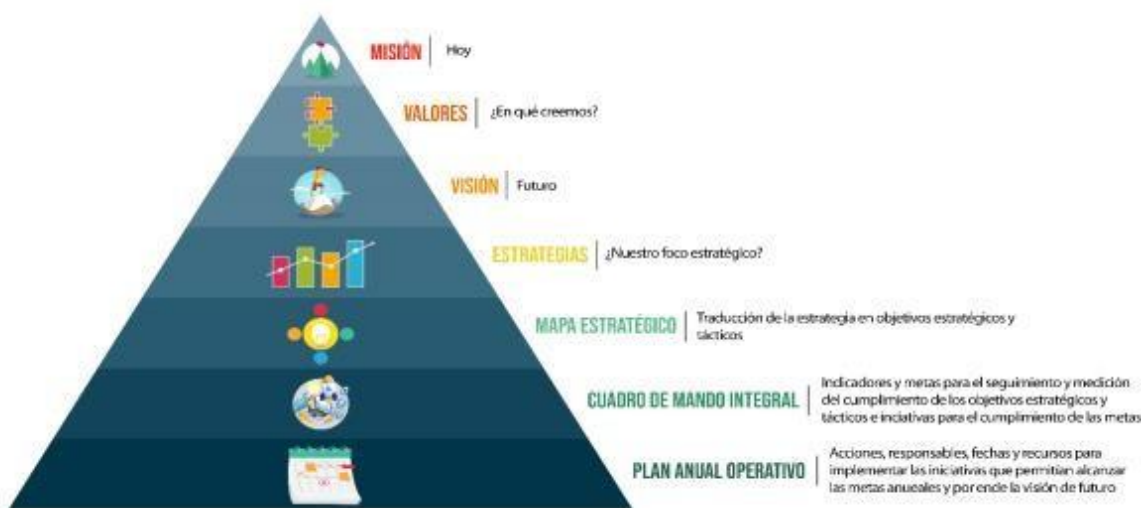 MISIÓN | Hoy
VALORES | ¿En qué creemos?
VISIÓN | Futuro
ESTRATEGIAS | ¿Nuestro foco estratégico?
MAPA ESTRATÉGICO | Traducción de la estrategia en objetivos estratégicos y
tácticos
CUADRO DE MANDO INTEGRAL | Indicadores y metas para el seguimiento y medición
del cumplimiento de los objetivos estratégicos y
tácticos e inciativas para el cumplimiento de las metas
PLAN ANUAL OPERATIVO | Acciones, responsables, fechas y recursos para
implementar las iniciativas que permitian alcanzar
las metas anueales y por ende la visión de futuro